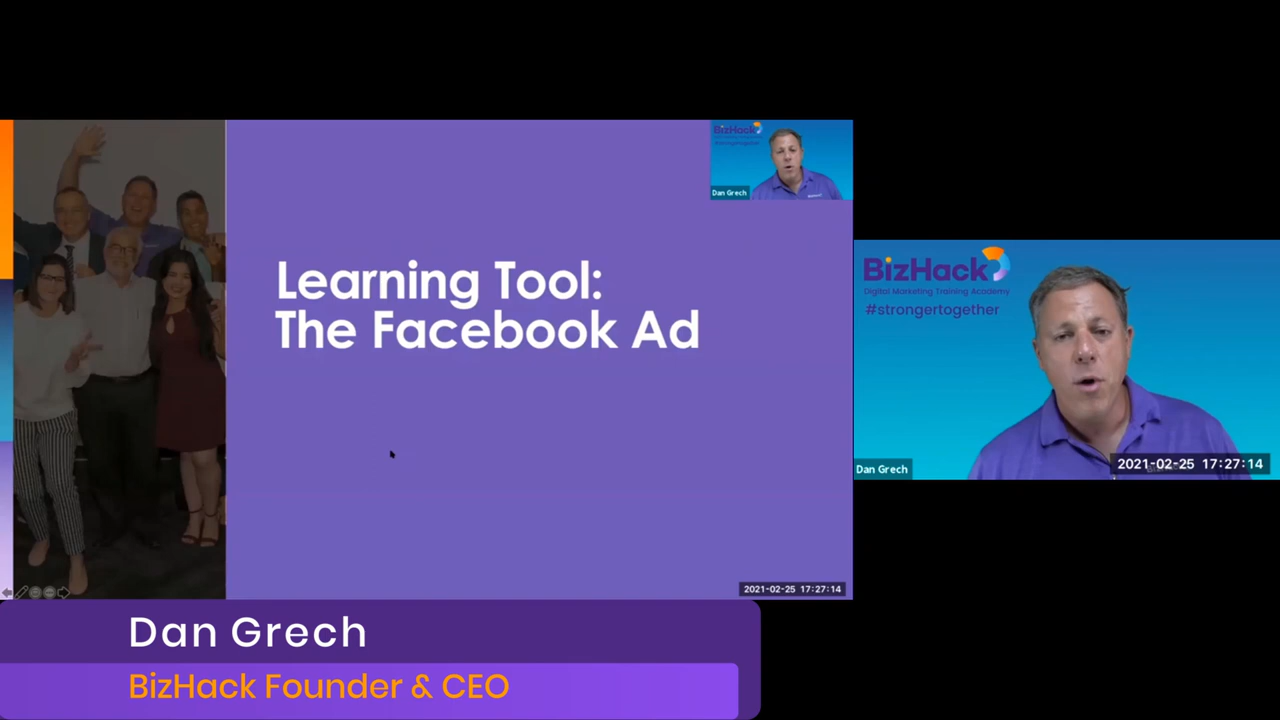 BizHack
Dan Grech
Learning Tool:
The Facebook Ad
2021-02-25 17:27:14
BizHack
Digital Marketing Training Academy
#strongertogether
Dan Grech
2021-02-25 17:27:14
Dan Grech
BizHack Founder & CEO